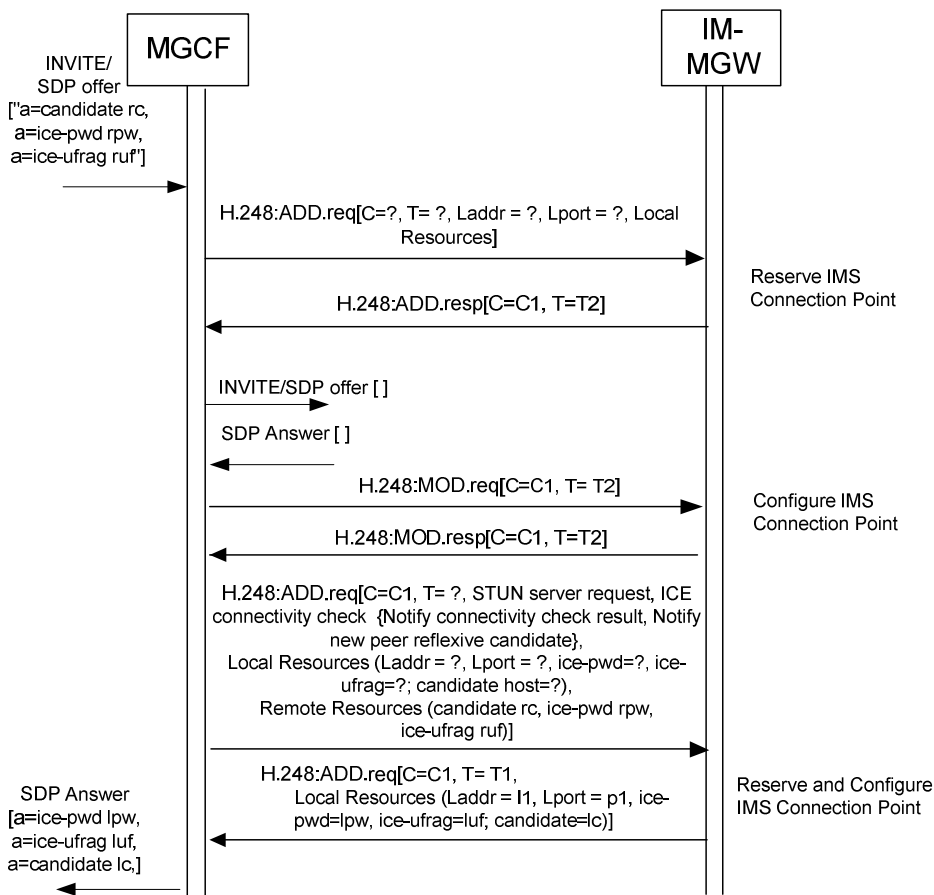 MGCF
IM-
MGW
INVITE/
SDP offer
["a=candidate rc,
a=ice-pwd rpw,
a=ice-ufrag ruf"]
H.248:ADD.req[C=?, T= ?, Laddr = ?, Lport = ?, Local
Resources]
Reserve IMS
Connection Point
H.248:ADD.resp[C=C1, T=T2]
INVITE/SDP offer [ ]
SDP Answer [ ]
H.248:MOD.req[C=C1, T= T2]
Configure IMS
Connection Point
H.248:MOD.resp[C=C1, T=T2]
H.248:ADD.req[C=C1, T= ?, STUN server request, ICE
connectivity check {Notify connectivity check result, Notify
new peer reflexive candidate},
Local Resources (Laddr = ?, Lport = ?, ice-pwd=?, ice-
ufrag=?; candidate host=?),
Remote Resources (candidate rc, ice-pwd rpw,
ice-ufrag ruf)]
H.248:ADD.req[C=C1, T= T1,
Local Resources (Laddr = l1, Lport = p1, ice-
pwd=lpw, ice-ufrag=luf; candidate=lc)]
Reserve and Configure
IMS Connection Point
SDP Answer
[a=ice-pwd lpw,
a=ice-ufrag luf,
a=candidate lc,]